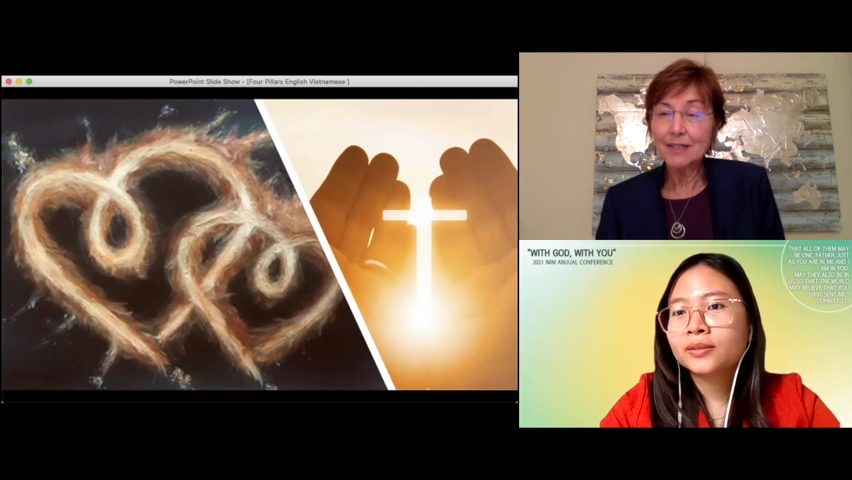 PowerPoint Slide Show - [Four Pillars English Vietnamese ]
"WITH GOD, WITH YOU"
2021 IMM ANUUAL CONFERENCE
THAT ALL OF THEM MAY
BE ONE, FATHER, JUST
AS YOU ARE IN ME AND I
AM IN YOU.
MAY THEY ALSO BE IN
US SO THAT THE WORLD
MAY BELIEVE THAT YOU
HAVE SENT ME."